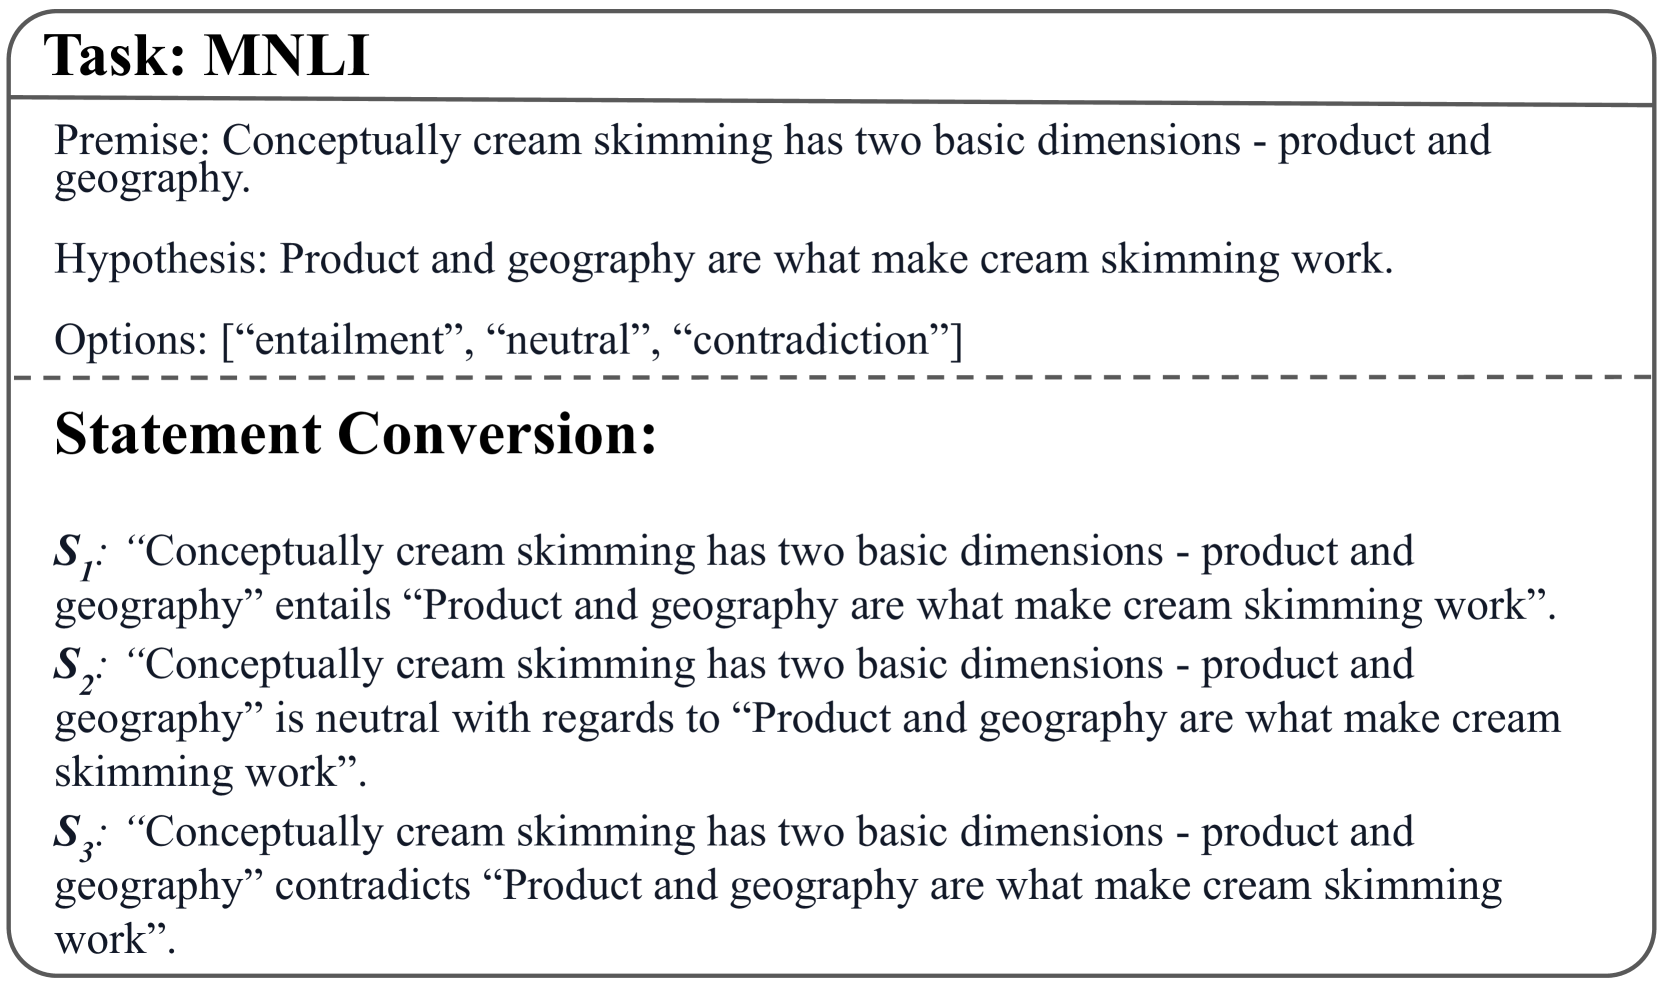 Task: MNLI
Premise: Conceptually cream skimming has two basic dimensions - product and
geography.
Hypothesis: Product and geography are what make cream skimming work.
Options: [“entailment”, “neutral”, “contradiction”]
Statement Conversion:
S1: “Conceptually cream skimming has two basic dimensions - product and
geography” entails “Product and geography are what make cream skimming work”.
S2: “Conceptually cream skimming has two basic dimensions - product and
geography” is neutral with regards to “Product and geography are what make cream
skimming work”.
S3: “Conceptually cream skimming has two basic dimensions - product and
geography” contradicts “Product and geography are what make cream skimming
work”.